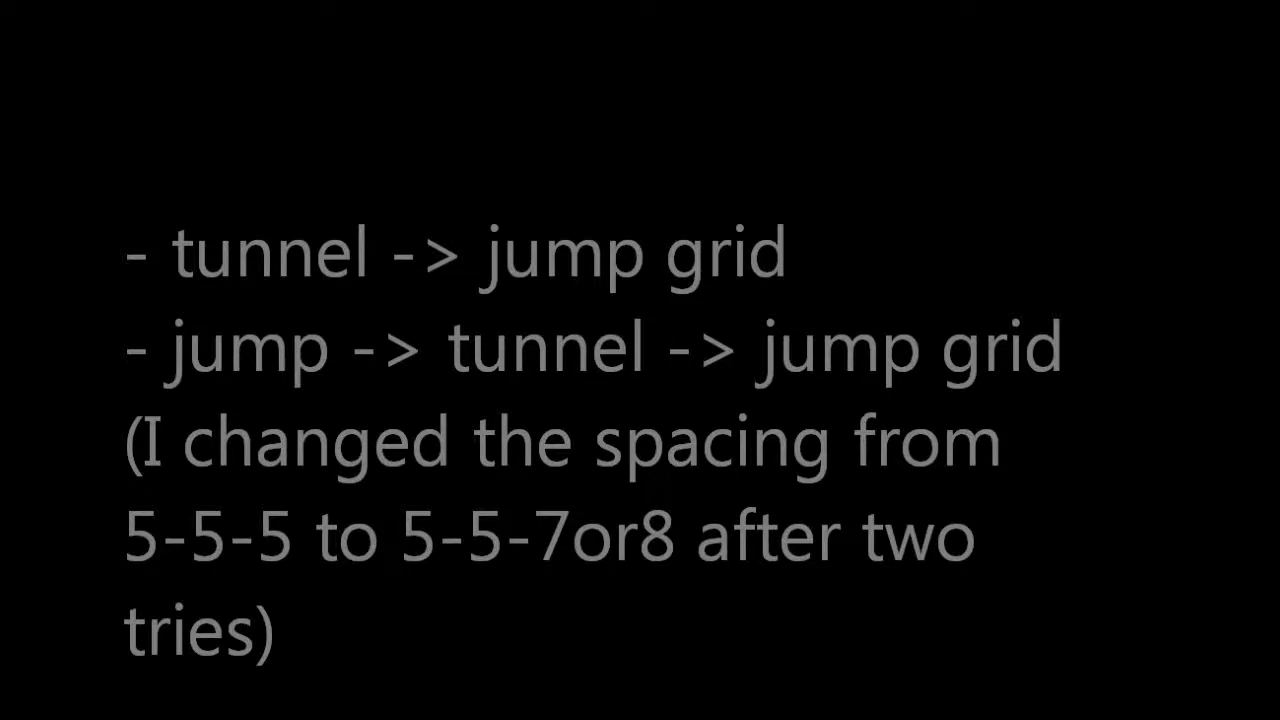 - tunnel -> jump grid
- jump -> tunnel -> jump grid
(I changed the spacing from
5-5-5 to 5-5-7or8 after two
tries)